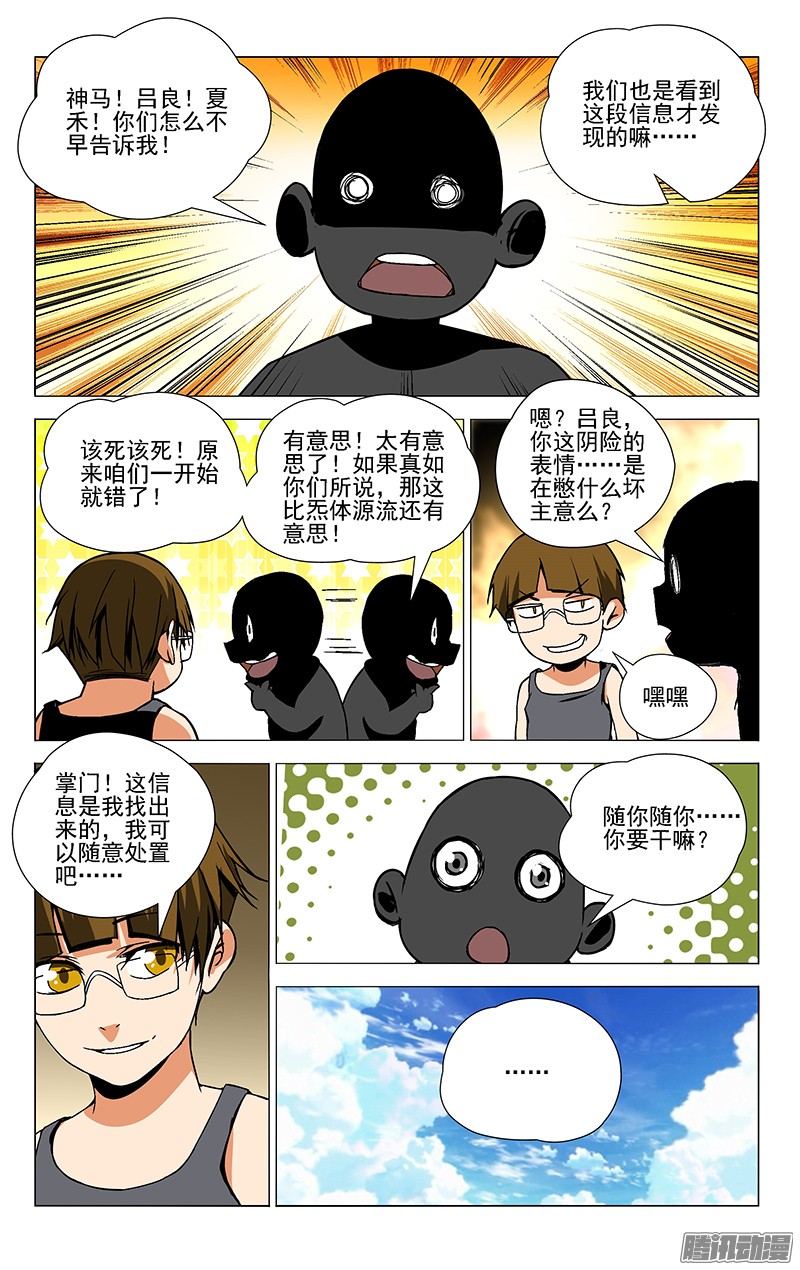 神马！吕良！夏
禾！你们怎么不
早告诉我！
我们也是看到
这段信息才发
现的嘛……
该死该死！原
来咱们一开始
就错了！
有意思！太有意
思了！如果真如
你们所说，那这
比炁体源流还有
意思！
嗯？吕良，
你这阴险的
表情……是
在憋什么坏
主意么？
嘿嘿
掌门！这信
息是我找出
来的，我可
以随意处置
吧……
随你随你……
你要干嘛？
……
腾讯动漫